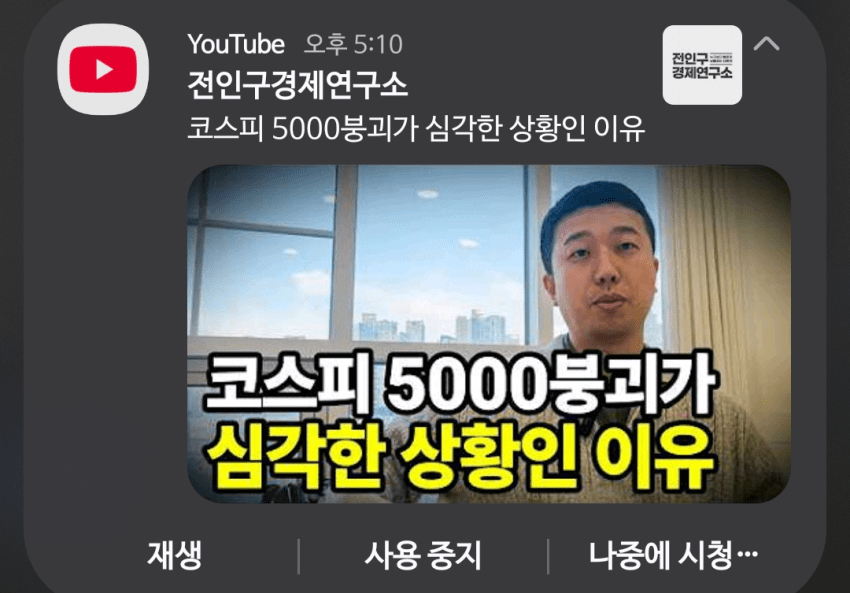 YouTube 오후 5:10
전인구경제연구소
코스피 5000붕괴가 심각한 상황인 이유
전인구
경제연구소
코스피 5000붕괴가
심각한 상황인 이유
재생 사용 중지 나중에 시청…